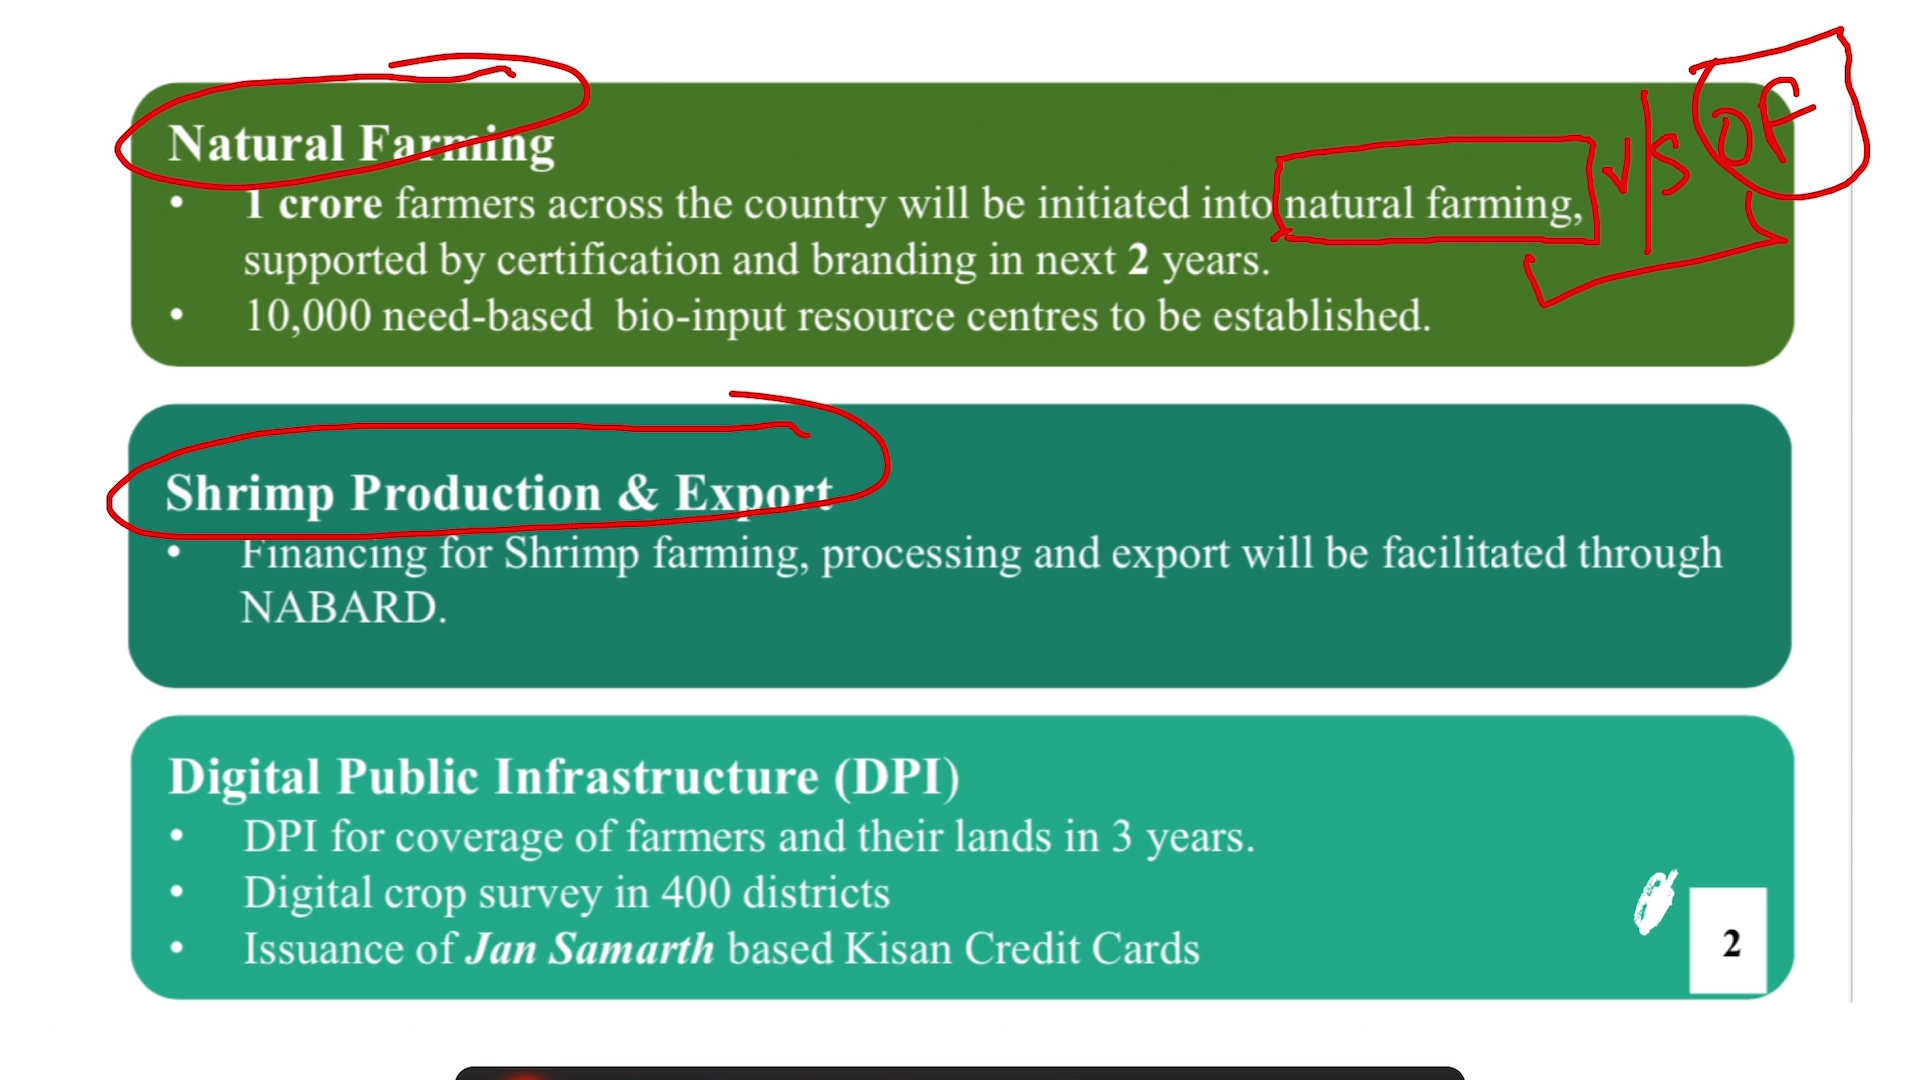 Natural Farming
• 1 crore farmers across the country will be initiated into natural farming, v/s OF
supported by certification and branding in next 2 years.
• 10,000 need-based bio-input resource centres to be established.
Shrimp Production & Export
• Financing for Shrimp farming, processing and export will be facilitated through
NABARD.
Digital Public Infrastructure (DPI)
• DPI for coverage of farmers and their lands in 3 years.
• Digital crop survey in 400 districts
• Issuance of Jan Samarth based Kisan Credit Cards
2